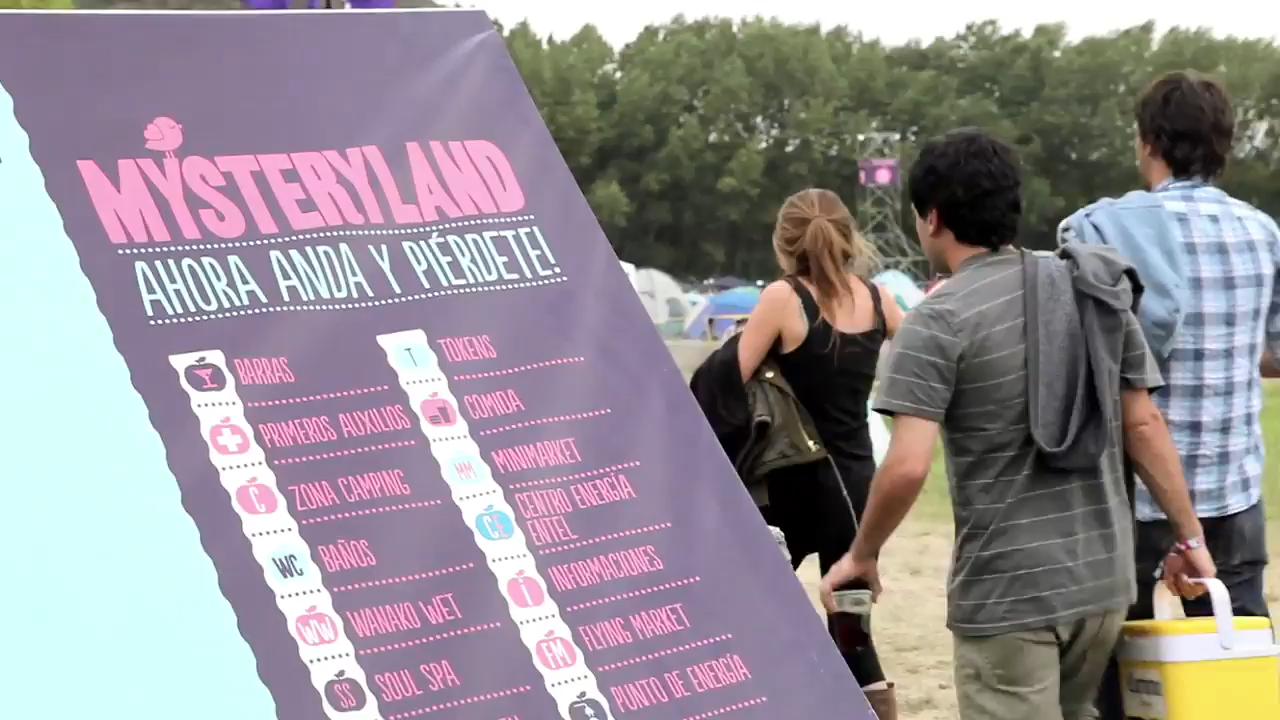 MYSTERYLAND
AHORA ANDA Y PIÉRDETE!
BARRAS
PRIMEROS AUXILIOS
C
ZONA CAMPING
WC
BAÑOS
WW
WANAKO WET
SS
SOUL SPA
T
TOKENS
COMIDA
MM
MINIMARKET
CE
CENTRO ENERGÍA
ENTEL
i
INFORMACIONES
FM
FLYING MARKET
PUNTO DE ENERGÍA